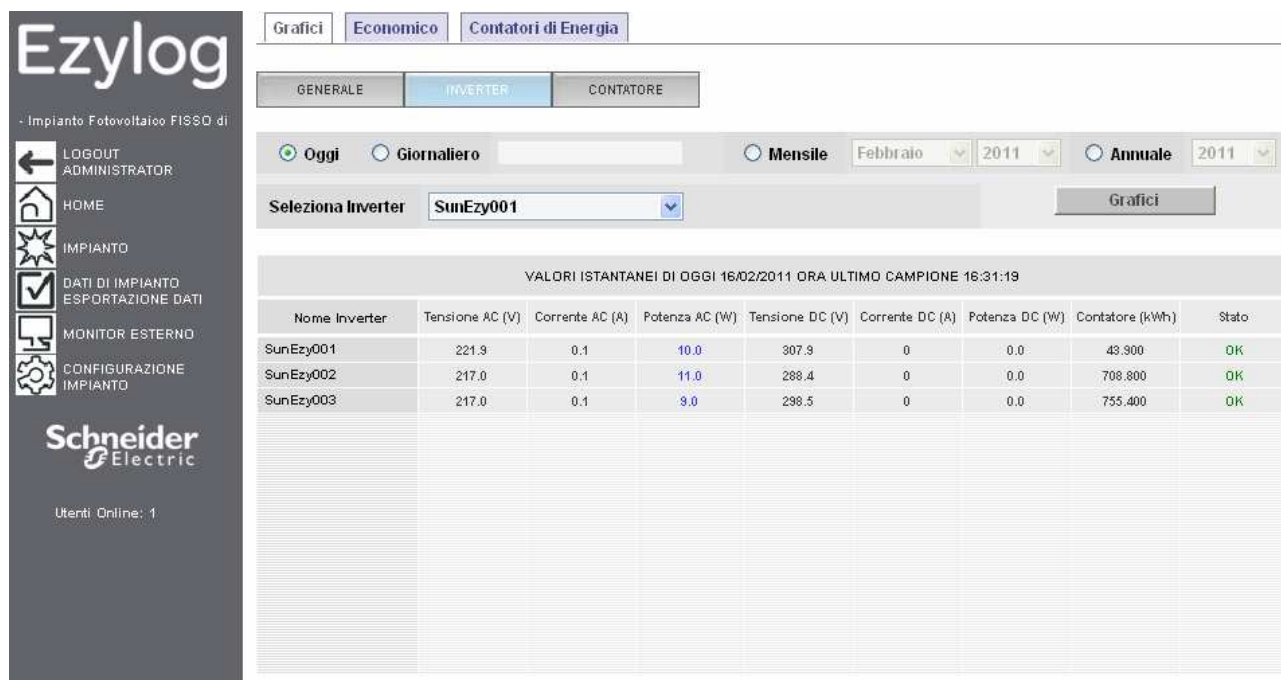 Ezylog
- Impianto Fotovoltaico FISSO di
LOGOUT
ADMINISTRATOR
HOME
IMPIANTO
DATI DI IMPIANTO
ESPORTAZIONE DATI
MONITOR ESTERNO
CONFIGURAZIONE
IMPIANTO
Schneider
Electric
Utenti Online: 1
Grafici Economico Contatori di Energia
GENERALE INVERTER CONTATORE
Oggi Giornaliero Mensile Febbraio 2011 Annuale 2011
Seleziona Inverter SunEzy001 Grafici
VALORI ISTANTANEI DI OGGI 16/02/2011 ORA ULTIMO CAMPIONE 16:31:19
Nome Inverter Tensione AC (V) Corrente AC (A) Potenza AC (W) Tensione DC (V) Corrente DC (A) Potenza DC (W) Contatore (kWh) Stato
SunEzy001 221.9 0.1 10.0 307.9 0 0.0 43.900 OK
SunEzy002 217.0 0.1 11.0 288.4 0 0.0 708.800 OK
SunEzy003 217.0 0.1 9.0 298.5 0 0.0 755.400 OK